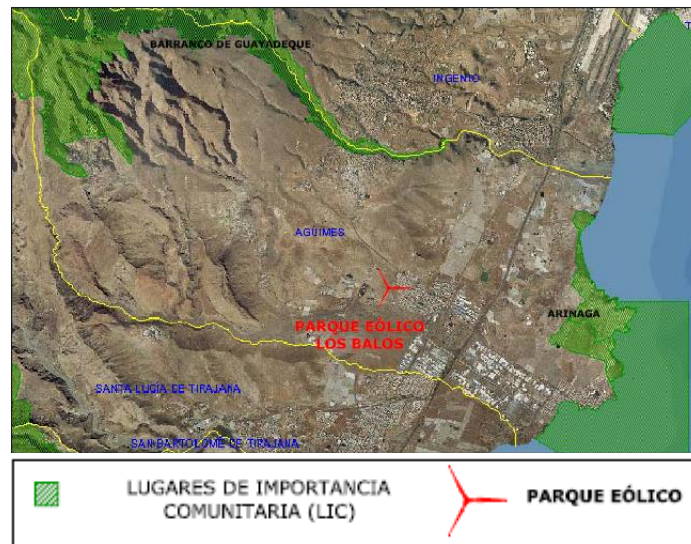 BARRANCO DE GUAYADEQUE
INGENIO
AGUIMES
ARINAGA
PARQUE EÓLICO
LOS BALOS
SANTA LUCIA DE TIRAJANA
SAN BARTOLOME DE TIRAJANA
LUGARES DE IMPORTANCIA
COMUNITARIA (LIC)
PARQUE EÓLICO